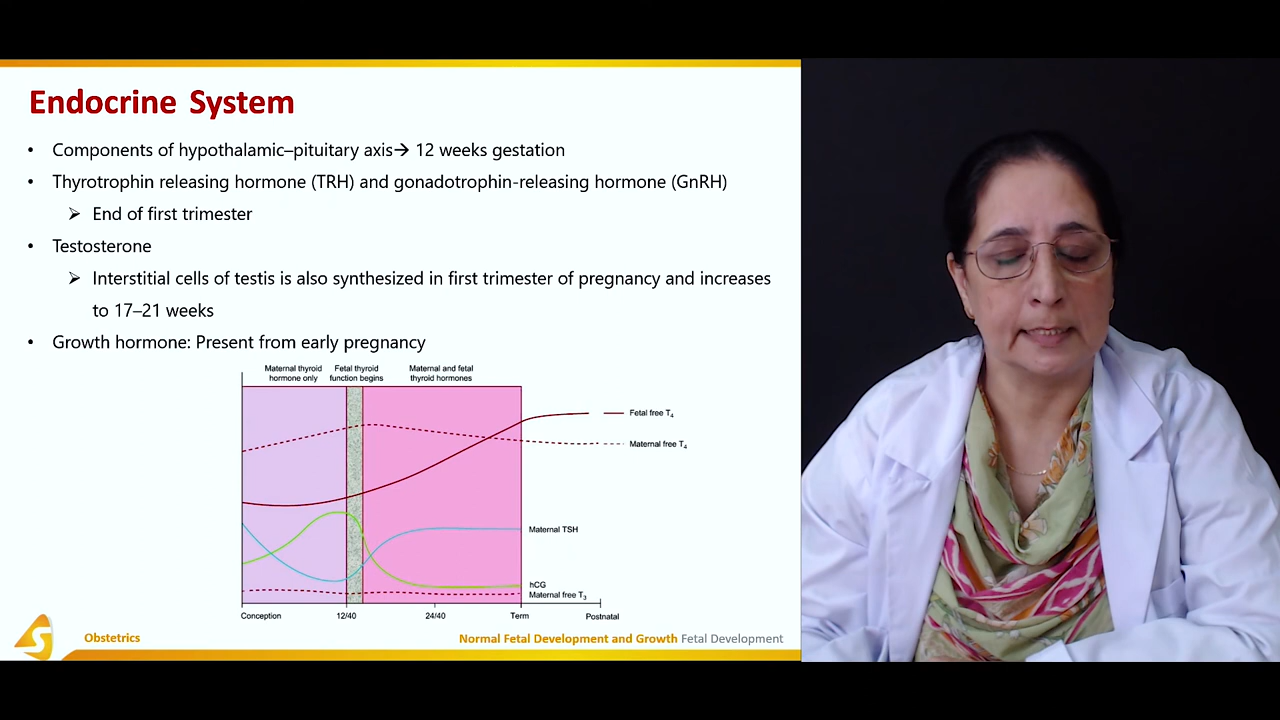 Endocrine System
• Components of hypothalamic–pituitary axis→ 12 weeks gestation
• Thyrotrophin releasing hormone (TRH) and gonadotrophin-releasing hormone (GnRH)
➢ End of first trimester
• Testosterone
➢ Interstitial cells of testis is also synthesized in first trimester of pregnancy and increases
to 17–21 weeks
• Growth hormone: Present from early pregnancy
Maternal thyroid
hormone only
Fetal thyroid
function begins
Maternal and fetal
thyroid hormones
Fetal free T4
Maternal free T4
Maternal TSH
hCG
Maternal free T3
Conception 12/40 24/40 Term Postnatal
Obstetrics
Normal Fetal Development and Growth Fetal Development